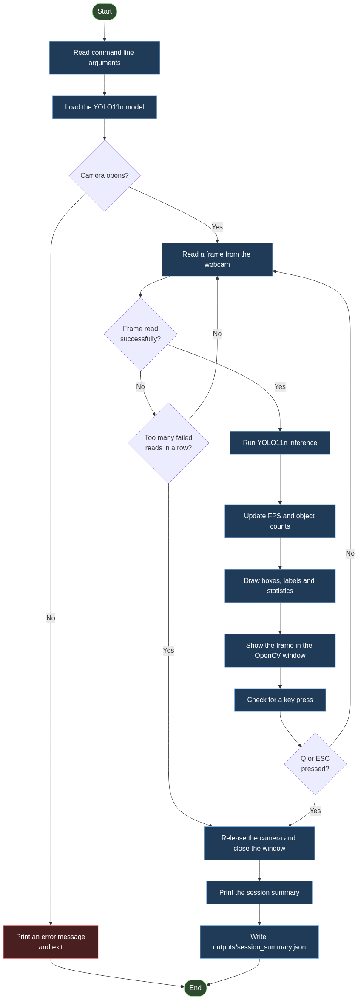 Start
Read command line
arguments
Load the YOLO11n model
Camera opens?
Yes
Read a frame from the
webcam
Frame read
successfully?
No
No
Yes
Too many failed
reads in a row?
Run YOLO11n inference
Update FPS and object
counts
No
Draw boxes, labels and
statistics
No
Yes
Show the frame in the
OpenCV window
Check for a key press
Q or ESC
pressed?
Yes
Release the camera and
close the window
Print the session summary
Print an error message
and exit
Write
outputs/session_summary.json
End